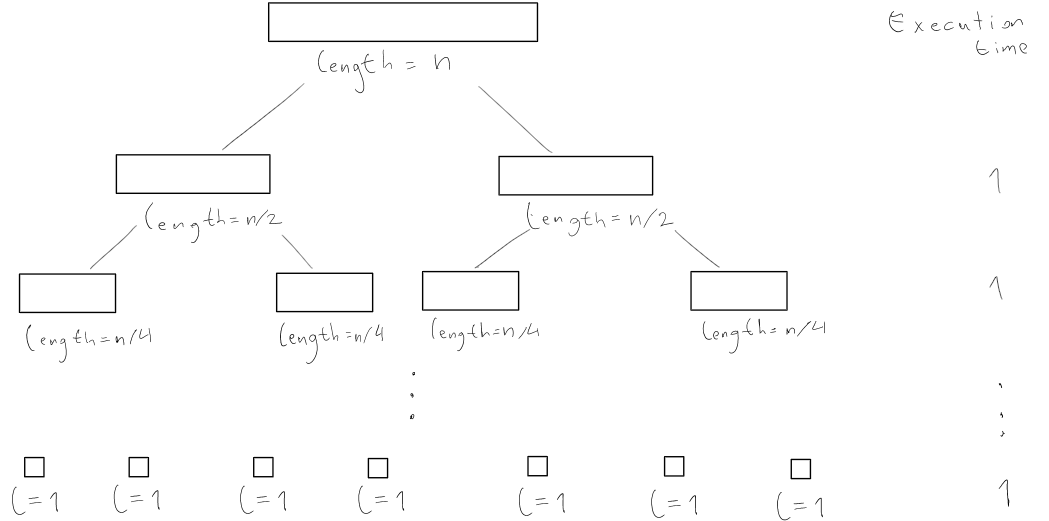 Execution
time
length = n
length=n/2
length=n/2
1
length=n/4
length=n/4
length=n/4
length=n/4
1
l=1
l=1
l=1
l=1
l=1
l=1
l=1
1